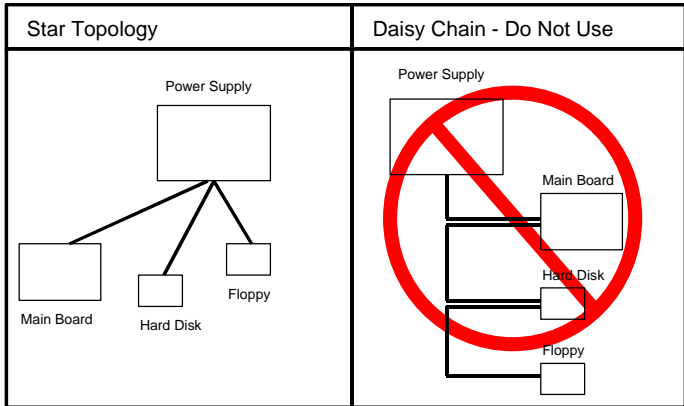 Star Topology
Power Supply
Main Board
Hard Disk
Floppy
Daisy Chain - Do Not Use
Power Supply
Main Board
Hard Disk
Floppy